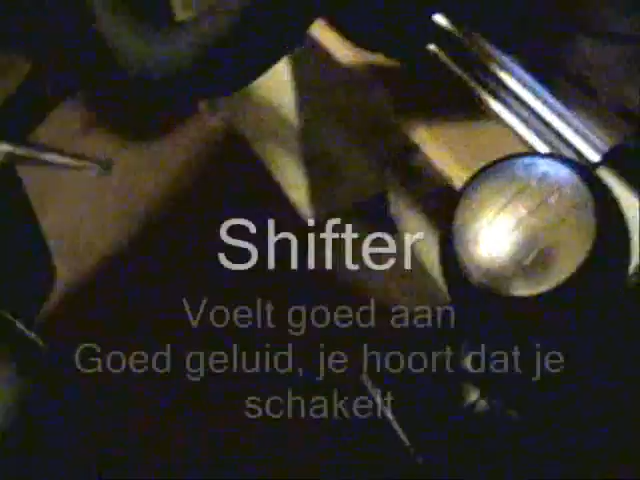 Shifter
Voelt goed aan
Goed geluid, je hoort dat je
schakelt